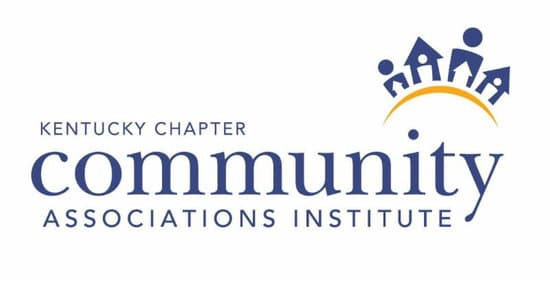 KENTUCKY CHAPTER
community
ASSOCIATIONS INSTITUTE